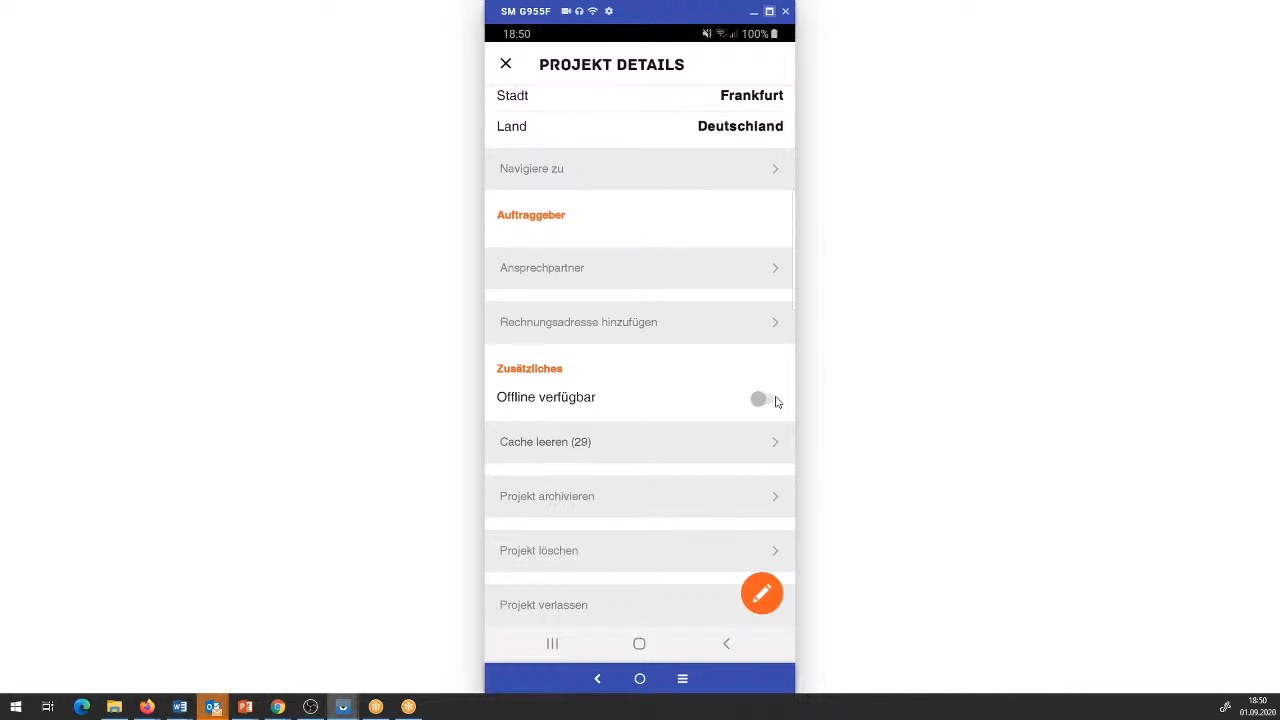 SM G955F
18:50
100%
PROJEKT DETAILS
Stadt Frankfurt
Land Deutschland
Navigiere zu
Auftraggeber
Ansprechpartner
Rechnungsadresse hinzufügen
Zusätzliches
Offline verfügbar
Cache leeren (29)
Projekt archivieren
Projekt löschen
Projekt verlassen
18:50
01.09.2020